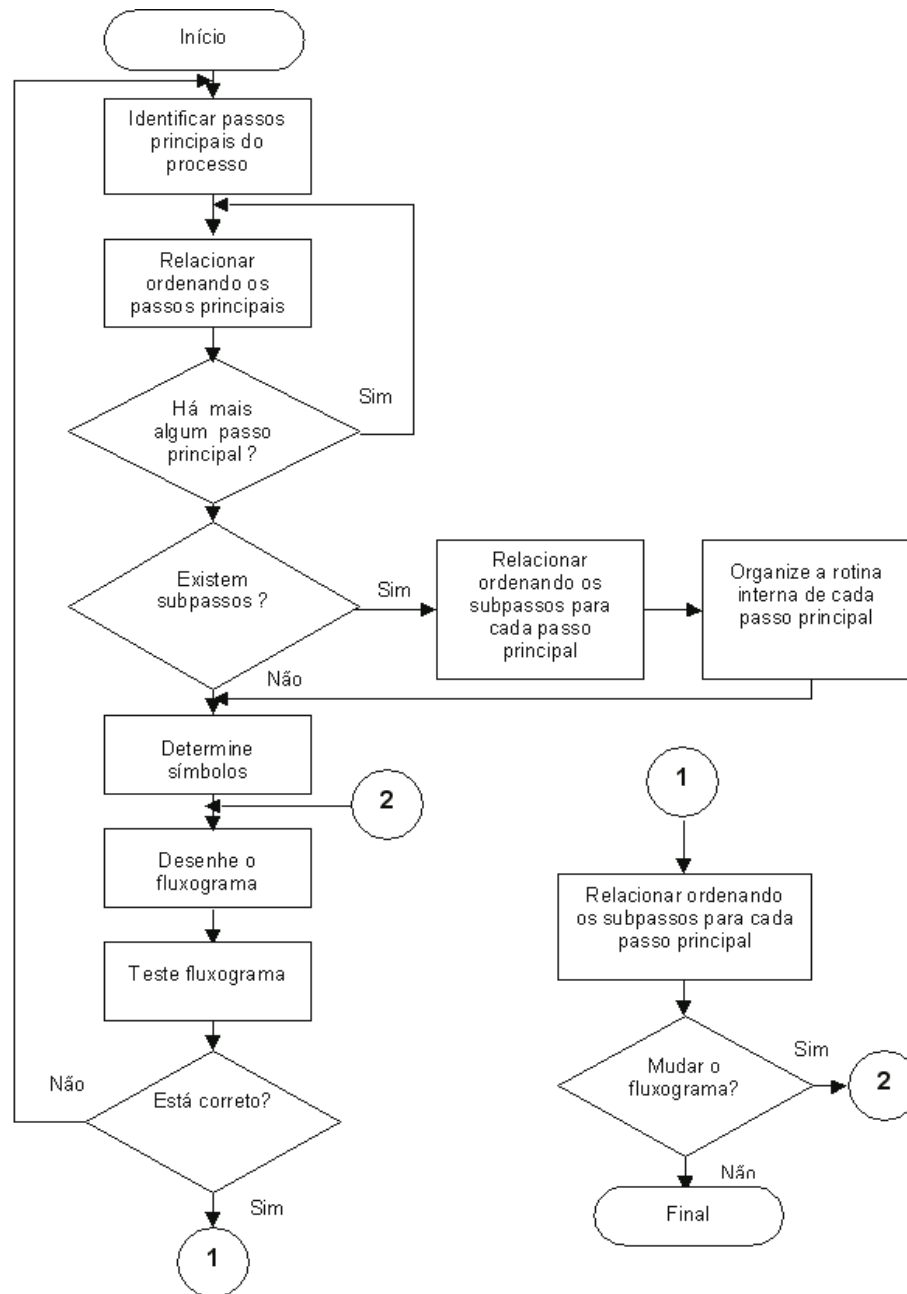 Início
Identificar passos
principais do
processo
Relacionar
ordenando os
passos principais
Há mais
algum passo
principal ?
Sim
Existem
subpassos ?
Sim
Relacionar
ordenando os
subpassos para
cada passo
principal
Organize a rotina
interna de cada
passo principal
Não
Determine
símbolos
2
Desenhe o
fluxograma
Teste fluxograma
Está correto?
Não
Sim
1
1
Relacionar ordenando
os subpassos para cada
passo principal
Mudar o
fluxograma?
Sim
2
Não
Final